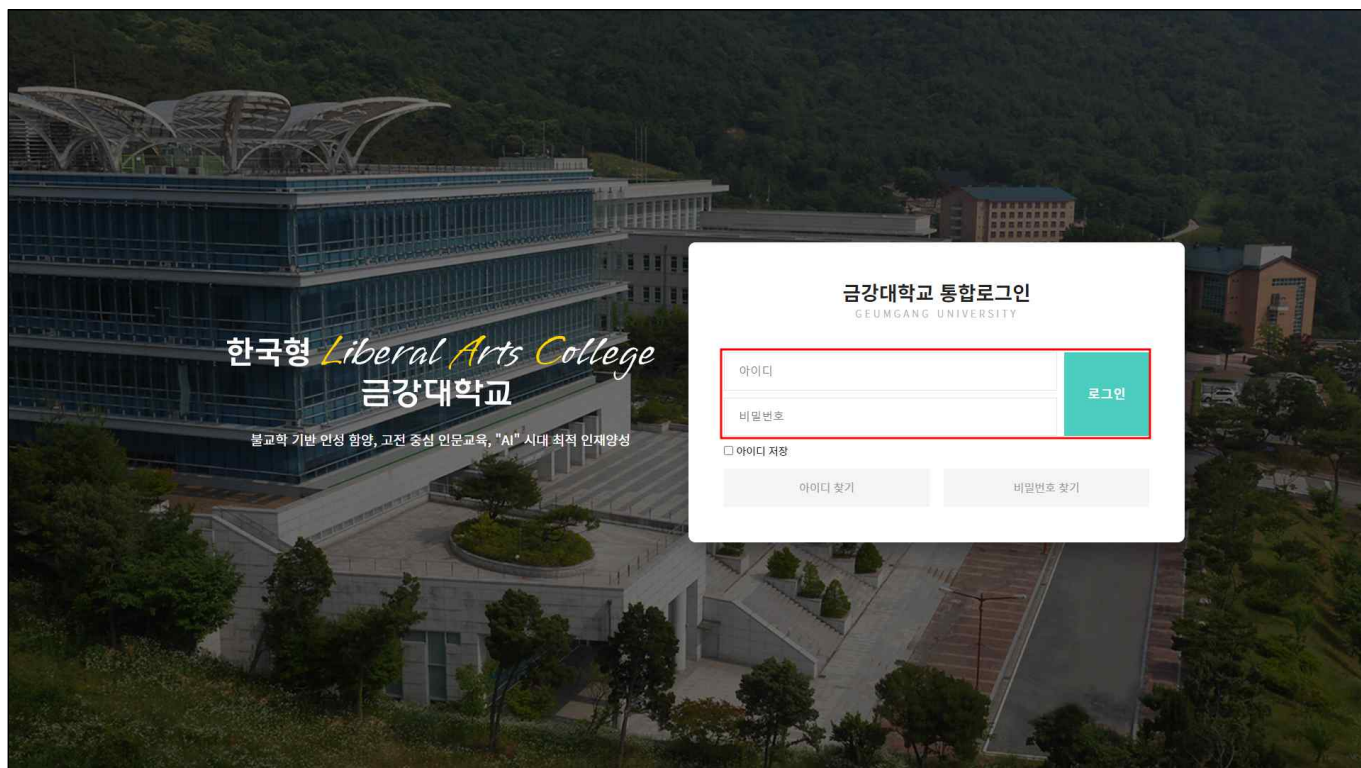 한국형 Liberal Arts College
금강대학교
불교학 기반 인성 함양, 고전 중심 인문교육, "AI" 시대 최적 인재양성
금강대학교 통합로그인
GEUMGANG UNIVERSITY
아이디
비밀번호
로그인
아이디 저장
아이디 찾기
비밀번호 찾기